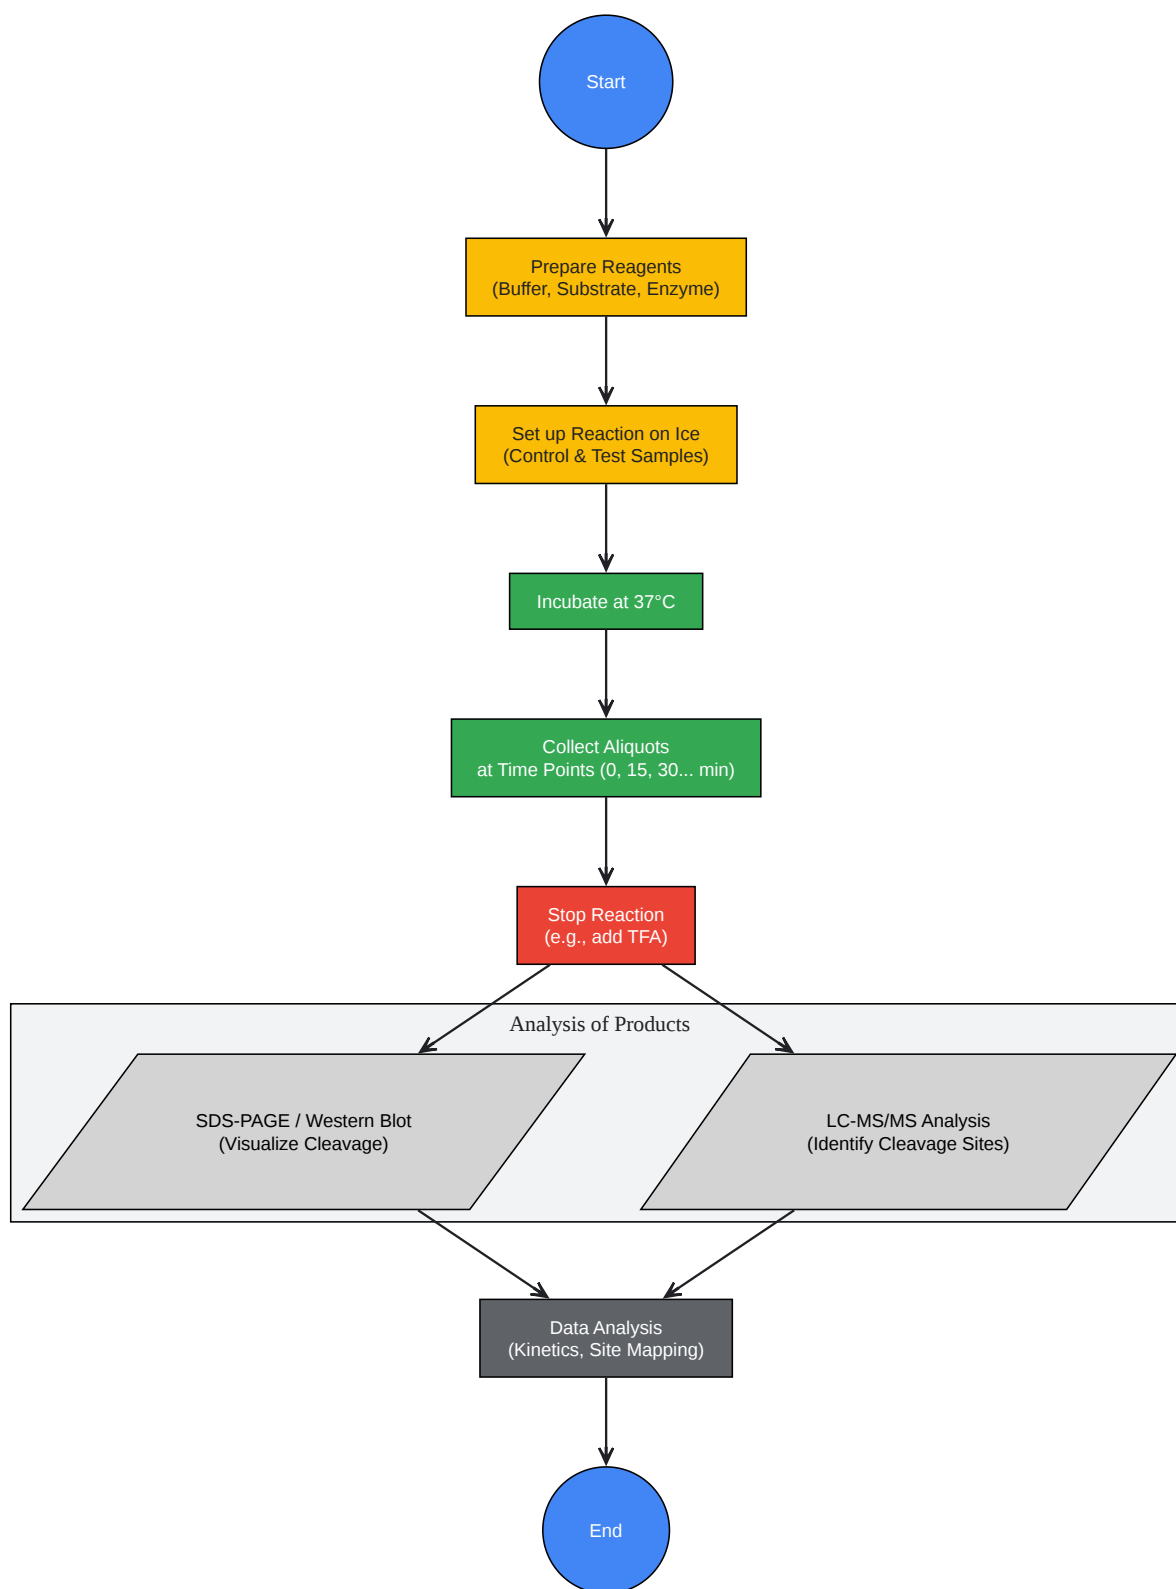 Start
Prepare Reagents
(Buffer, Substrate, Enzyme)
Set up Reaction on Ice
(Control & Test Samples)
Incubate at 37°C
Collect Aliquots
at Time Points (0, 15, 30... min)
Stop Reaction
(e.g., add TFA)
Analysis of Products
SDS-PAGE / Western Blot
(Visualize Cleavage)
LC-MS/MS Analysis
(Identify Cleavage Sites)
Data Analysis
(Kinetics, Site Mapping)
End